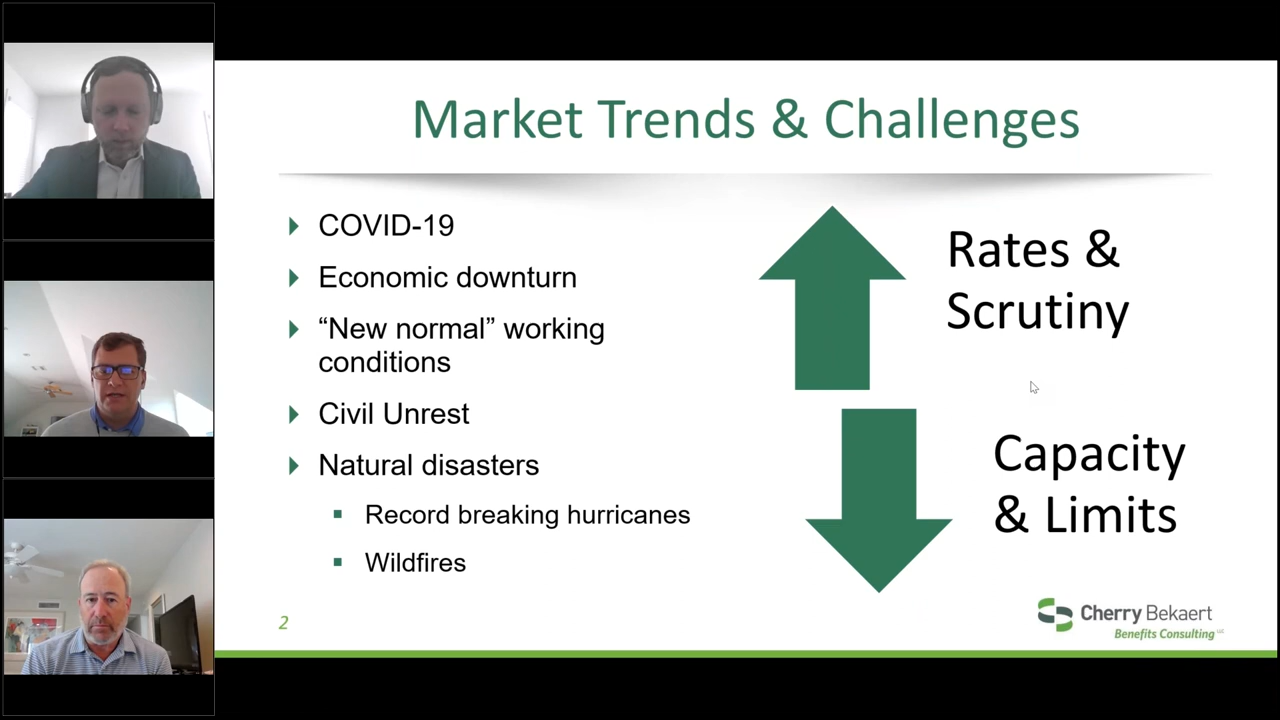 Market Trends & Challenges
COVID-19
Economic downturn
“New normal” working
conditions
Civil Unrest
Natural disasters
Record breaking hurricanes
Wildfires
Rates &
Scrutiny
Capacity
& Limits
2
Cherry Bekaert
Benefits Consulting LLC